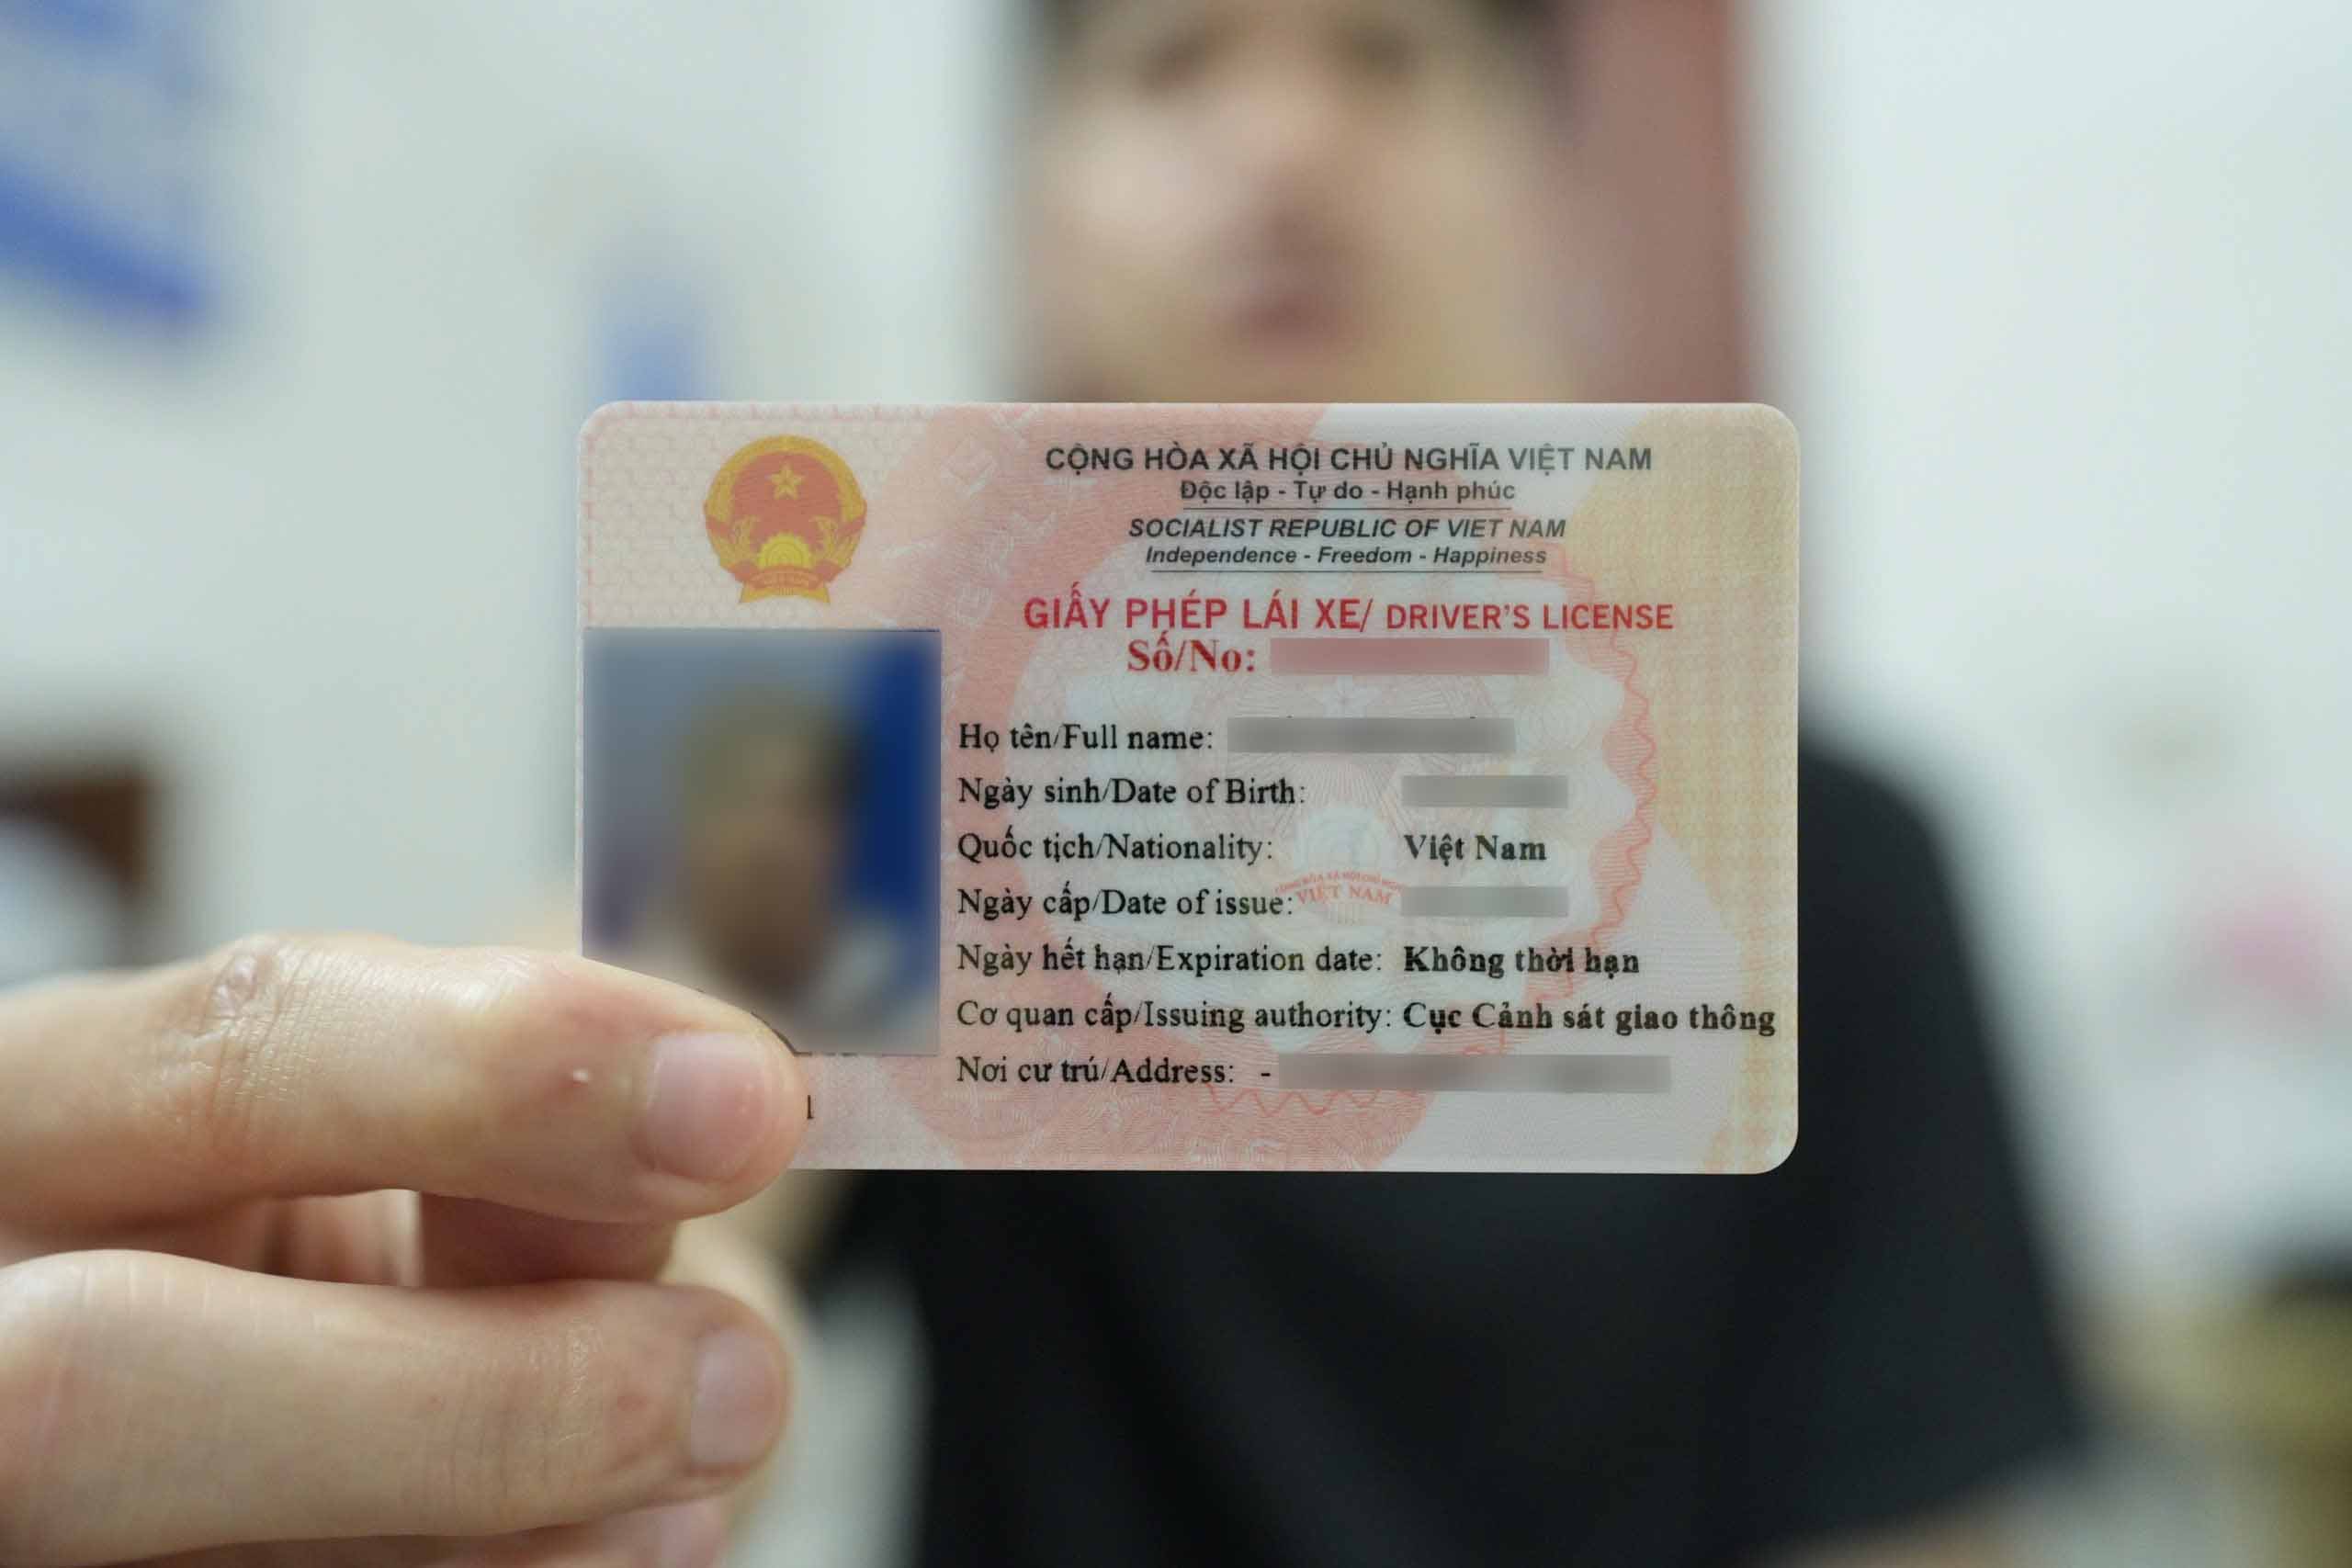 CỘNG HÒA XÃ HỘI CHỦ NGHĨA VIỆT NAM
Độc lập - Tự do - Hạnh phúc
SOCIALIST REPUBLIC OF VIET NAM
Independence - Freedom - Happiness
GIẤY PHÉP LÁI XE/ DRIVER'S LICENSE
Số/No:
Họ tên/Full name:
Ngày sinh/Date of Birth:
Quốc tịch/Nationality: Việt Nam
Ngày cấp/Date of issue:
VIỆT NAM
Ngày hết hạn/Expiration date: Không thời hạn
Cơ quan cấp/Issuing authority: Cục Cảnh sát giao thông
Nơi cư trú/Address: -